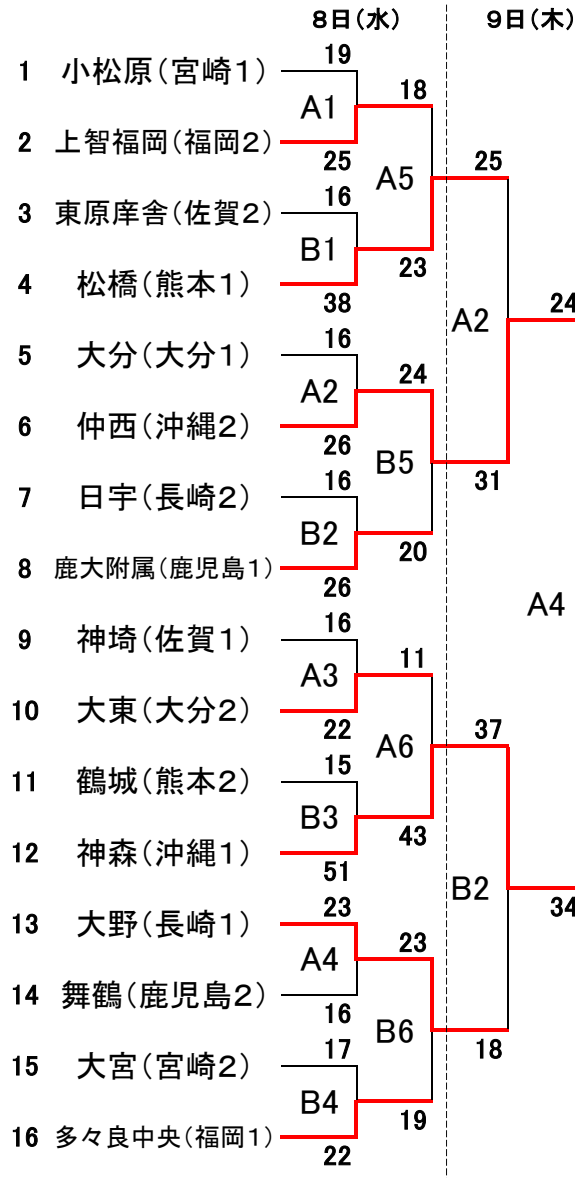 8日(水) 9日(木)
19
1 小松原(宮崎1)
18
A1
2 上智福岡(福岡2)
25
A5
25
16
3 東原庠舎(佐賀2)
B1
23
4 松橋(熊本1)
38
24
A2
16
5 大分(大分1)
24
A2
6 仲西(沖縄2)
26
B5
31
16
7 日宇(長崎2)
B2
20
8 鹿大附属(鹿児島1)
26
A4
16
9 神埼(佐賀1)
11
A3
10 大東(大分2)
22
A6
37
15
11 鶴城(熊本2)
B3
43
12 神森(沖縄1)
51
B2
34
23
13 大野(長崎1)
23
A4
14 舞鶴(鹿児島2)
16
B6
18
17
15 大宮(宮崎2)
B4
19
16 多々良中央(福岡1)
22